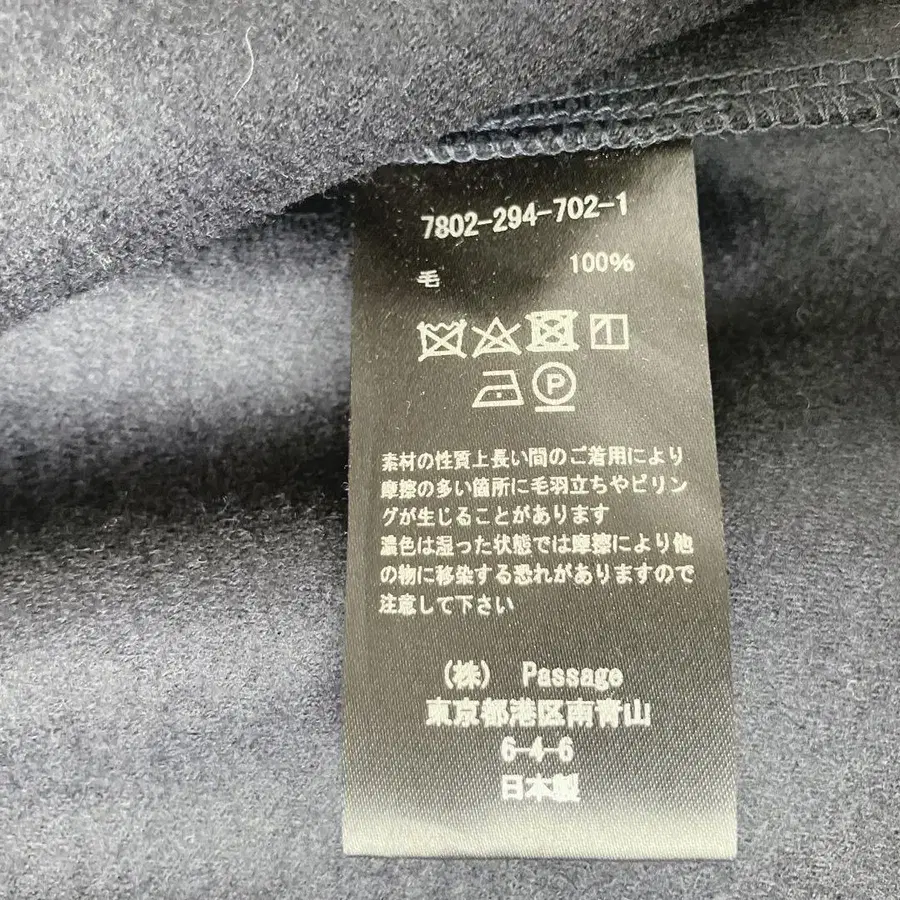 7802-294-702-1
毛 100%
P
素材の性質上長い間のご着用により
摩擦の多い箇所に毛羽立ちやピリン
グが生じることがあります
濃色は湿った状態では摩擦により他
の物に移染する恐れがありますので
注意して下さい
(株) Passage
東京都港区南青山
6-4-6
日本製